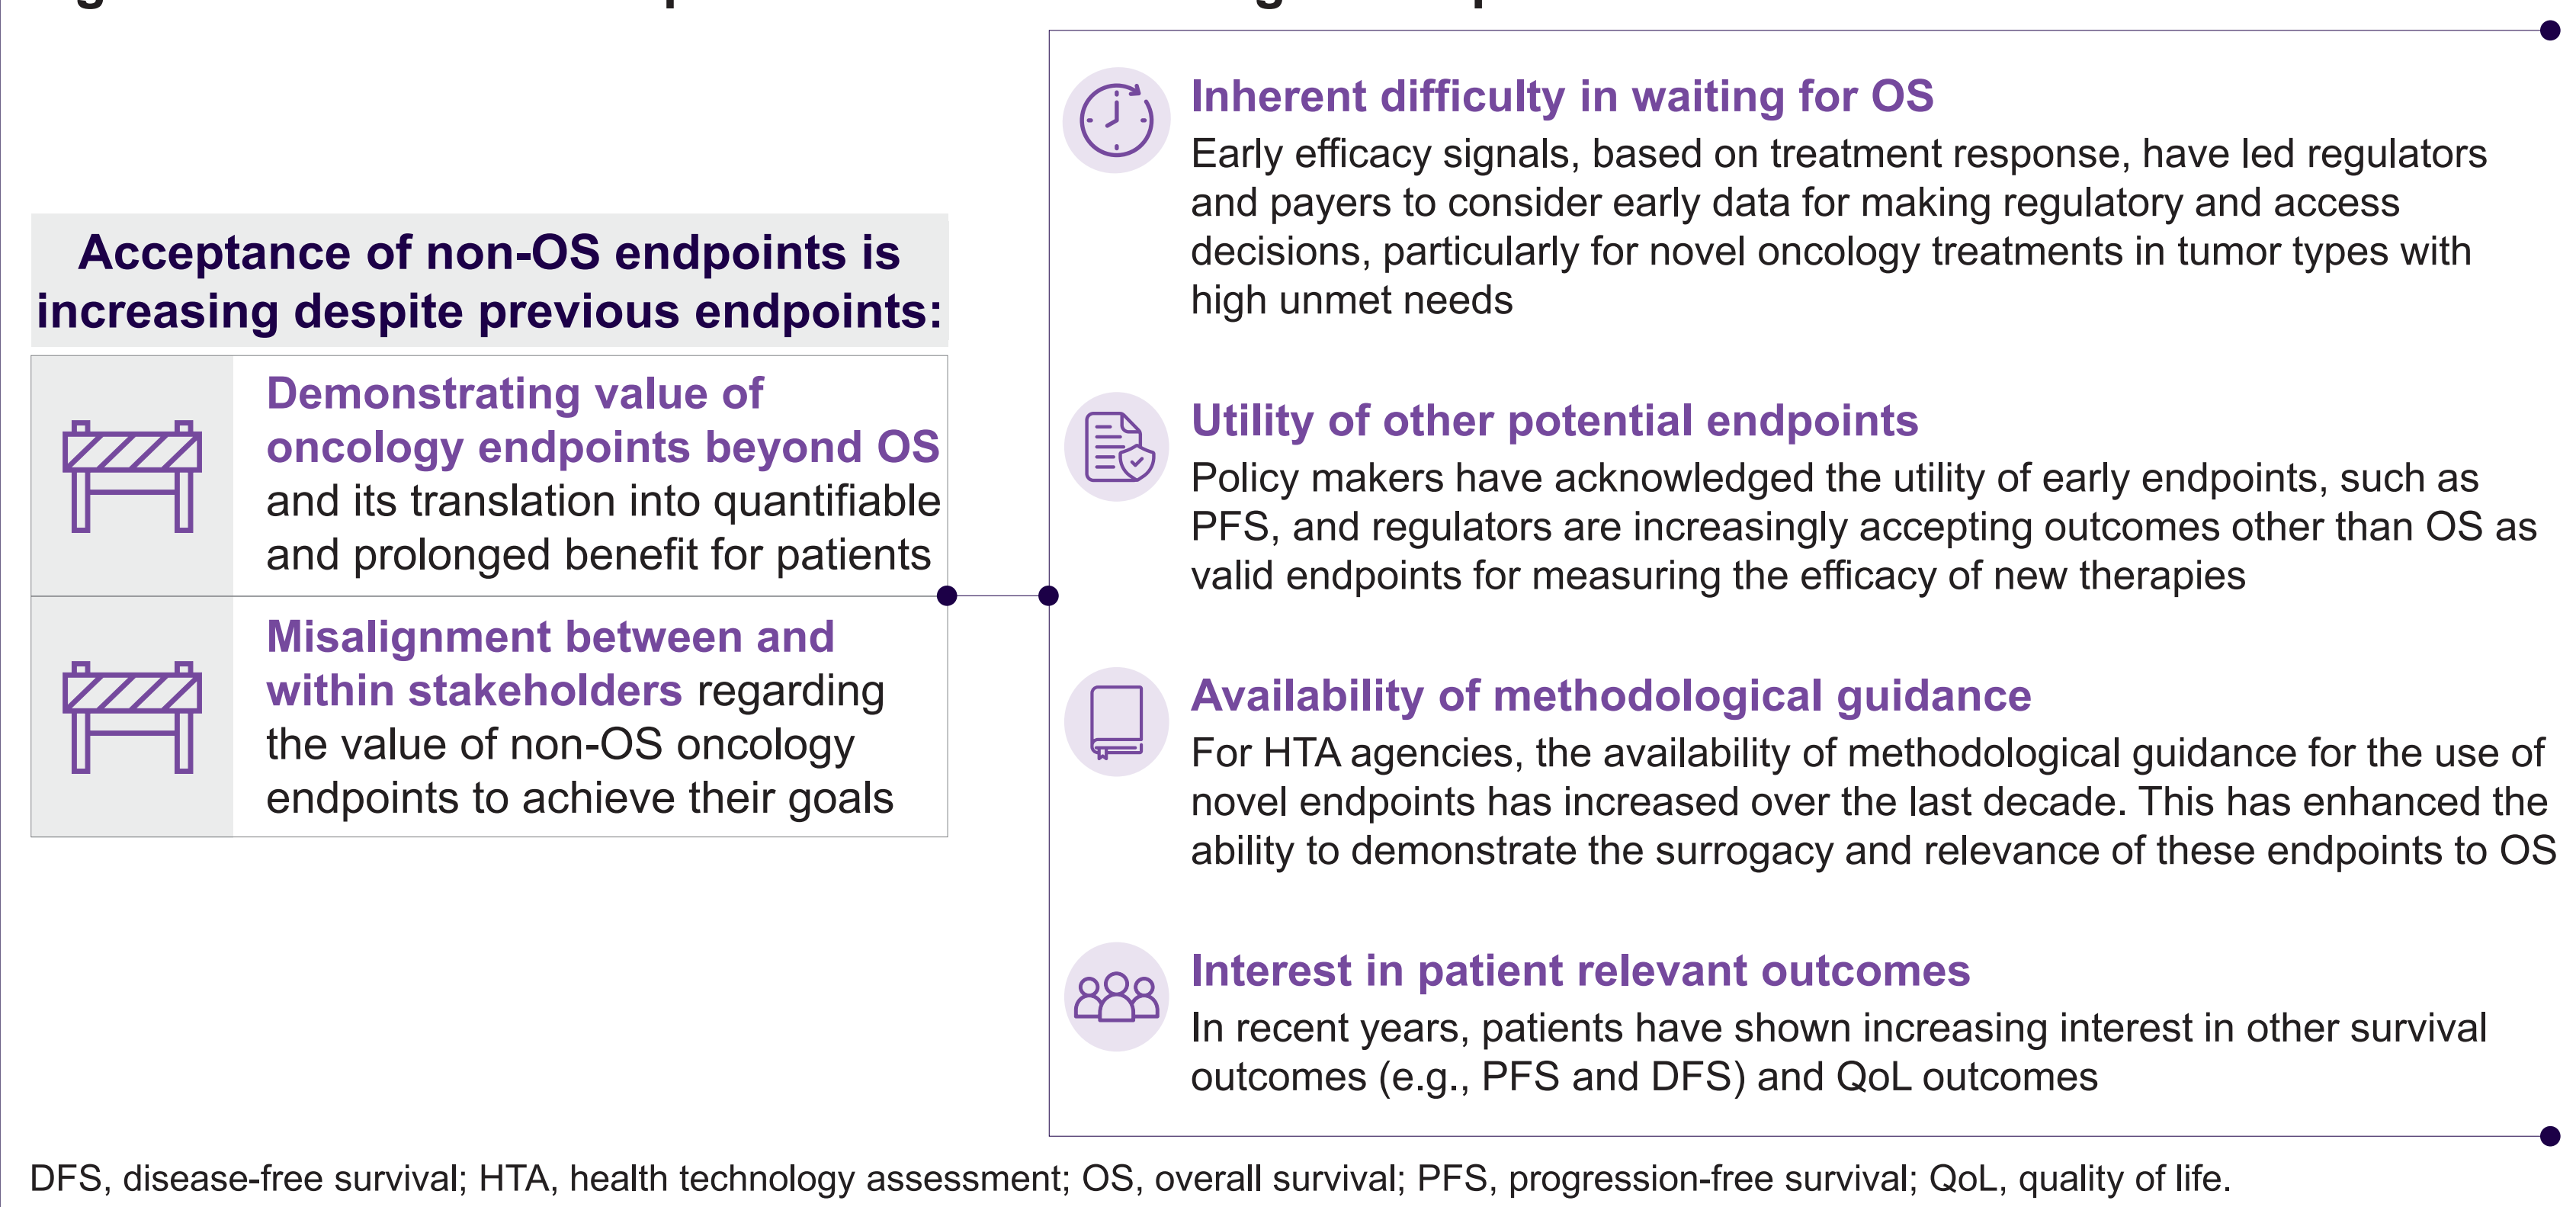 Acceptance of non-OS endpoints is
increasing despite previous endpoints:
Demonstrating value of
oncology endpoints beyond OS
and its translation into quantifiable
and prolonged benefit for patients
Misalignment between and
within stakeholders regarding
the value of non-OS oncology
endpoints to achieve their goals
Inherent difficulty in waiting for OS
Early efficacy signals, based on treatment response, have led regulators
and payers to consider early data for making regulatory and access
decisions, particularly for novel oncology treatments in tumor types with
high unmet needs
Utility of other potential endpoints
Policy makers have acknowledged the utility of early endpoints, such as
PFS, and regulators are increasingly accepting outcomes other than OS as
valid endpoints for measuring the efficacy of new therapies
Availability of methodological guidance
For HTA agencies, the availability of methodological guidance for the use of
novel endpoints has increased over the last decade. This has enhanced the
ability to demonstrate the surrogacy and relevance of these endpoints to OS
Interest in patient relevant outcomes
In recent years, patients have shown increasing interest in other survival
outcomes (e.g., PFS and DFS) and QoL outcomes
DFS, disease-free survival; HTA, health technology assessment; OS, overall survival; PFS, progression-free survival; QoL, quality of life.